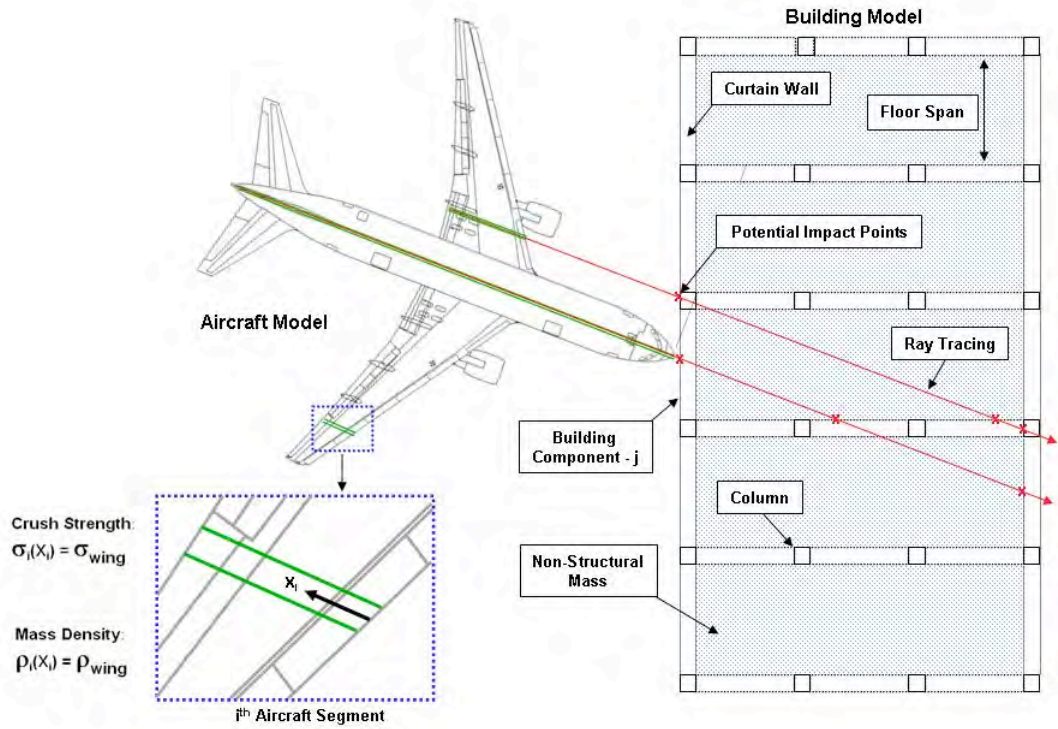 Building Model
Curtain Wall
Floor Span
Potential Impact Points
Aircraft Model
Ray Tracing
Building
Component - j
Column
Non-Structural
Mass
Crush Strength:
σi(Xi) = σwing
Xi
Mass Density:
ρi(Xi) = ρwing
ith Aircraft Segment